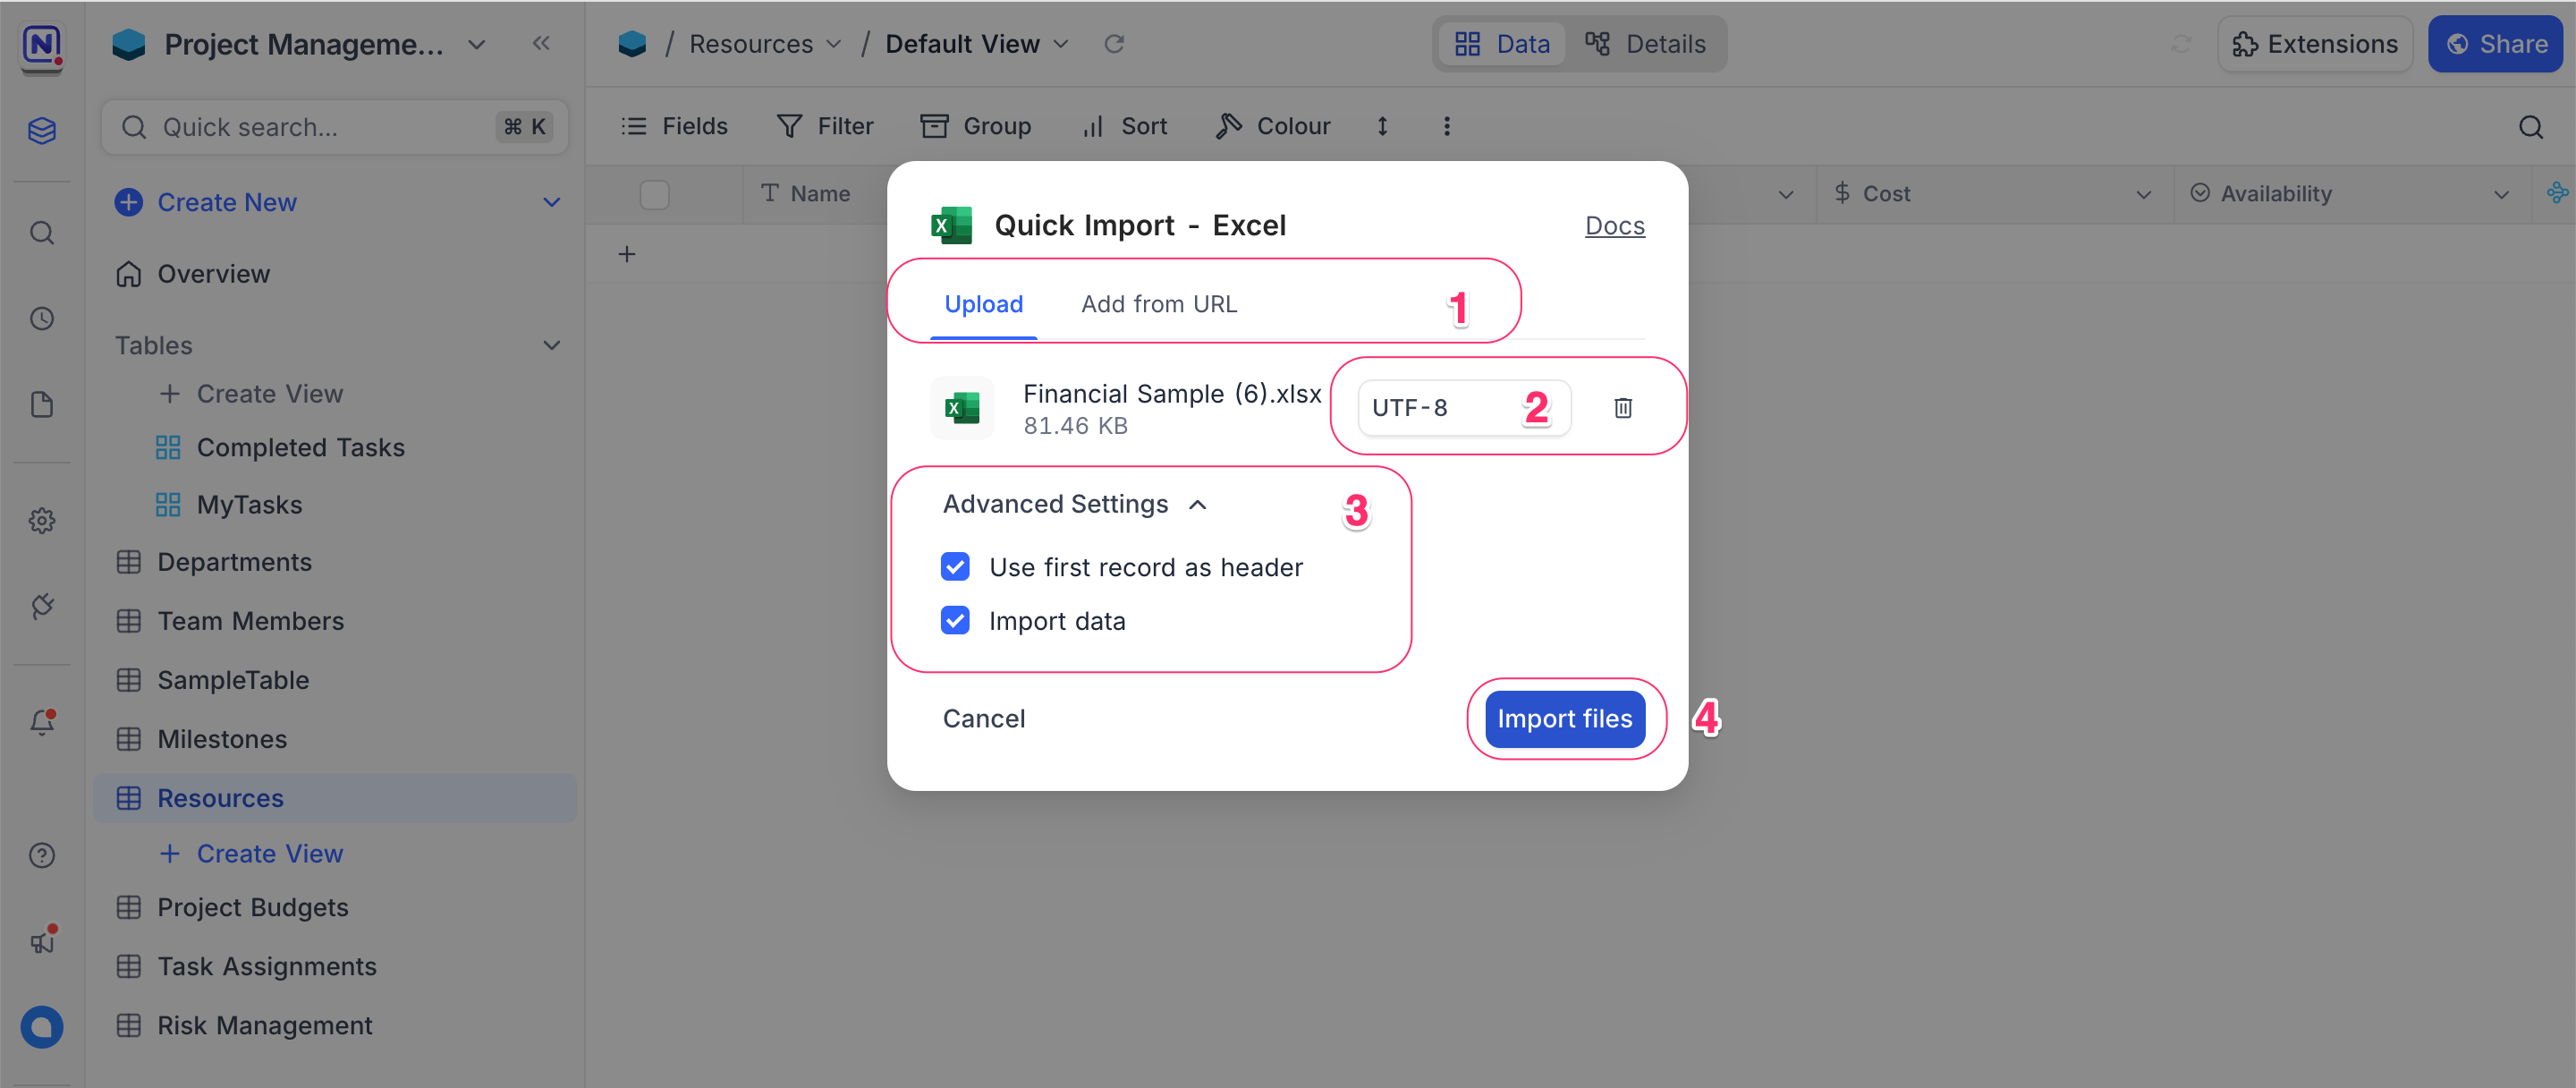 N
Project Manageme...
Quick search...
⌘ K
Create New
Overview
Tables
Create View
Completed Tasks
MyTasks
Departments
Team Members
SampleTable
Milestones
Resources
Create View
Project Budgets
Task Assignments
Risk Management
/ Resources / Default View
Data
Details
Extensions
Share
Fields
Filter
Group
Sort
Colour
T Name
$ Cost
Availability
Quick Import - Excel
Docs
Upload
Add from URL
1
Financial Sample (6).xlsx
81.46 KB
UTF-8
2
Advanced Settings
3
Use first record as header
Import data
Cancel
Import files
4